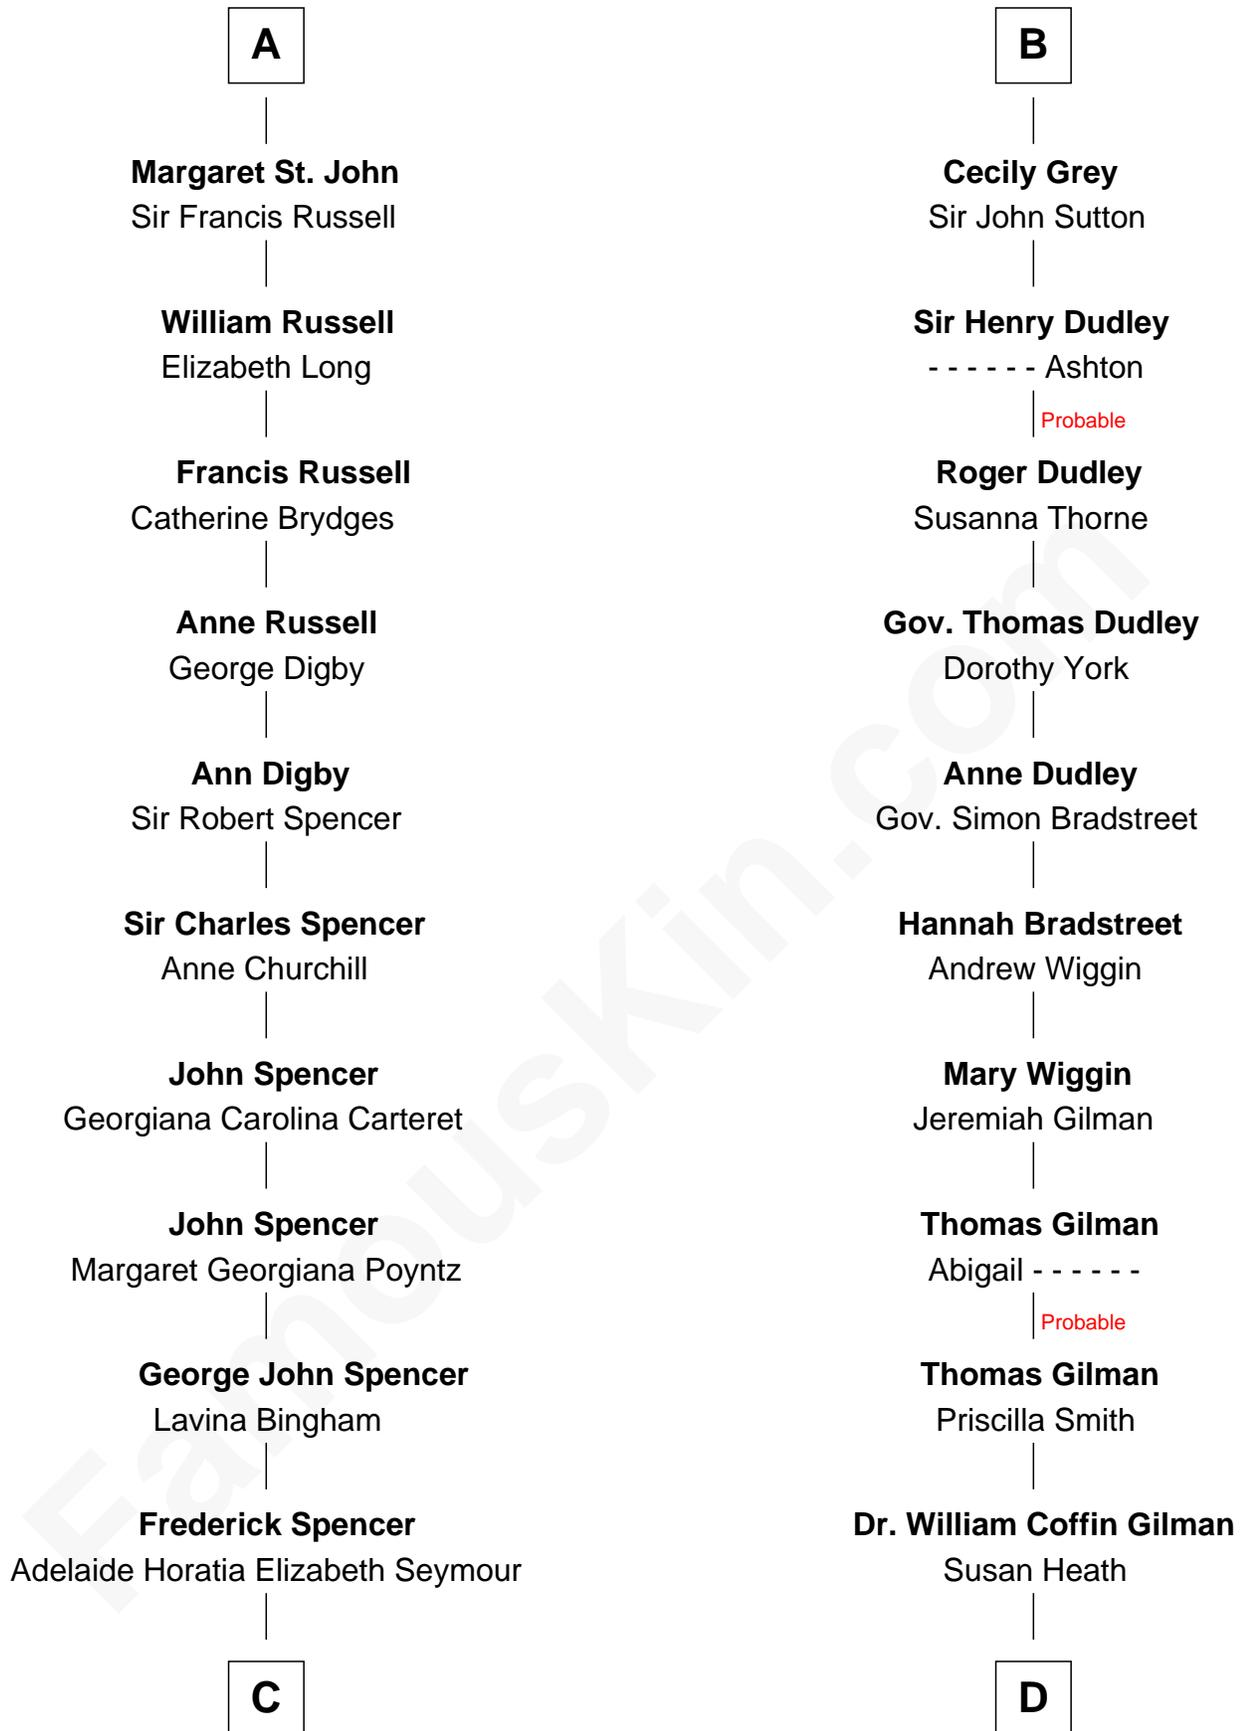 A
Margaret St. John
Sir Francis Russell
William Russell
Elizabeth Long
Francis Russell
Catherine Brydges
Anne Russell
George Digby
Ann Digby
Sir Robert Spencer
Sir Charles Spencer
Anne Churchill
John Spencer
Georgiana Carolina Carteret
John Spencer
Margaret Georgiana Poyntz
George John Spencer
Lavina Bingham
Frederick Spencer
Adelaide Horatia Elizabeth Seymour
C
B
Cecily Grey
Sir John Sutton
Sir Henry Dudley
- - - - - - Ashton
Probable
Roger Dudley
Susanna Thorne
Gov. Thomas Dudley
Dorothy York
Anne Dudley
Gov. Simon Bradstreet
Hannah Bradstreet
Andrew Wiggin
Mary Wiggin
Jeremiah Gilman
Thomas Gilman
Abigail - - - - - -
Probable
Thomas Gilman
Priscilla Smith
Dr. William Coffin Gilman
Susan Heath
D
FamousKin.com